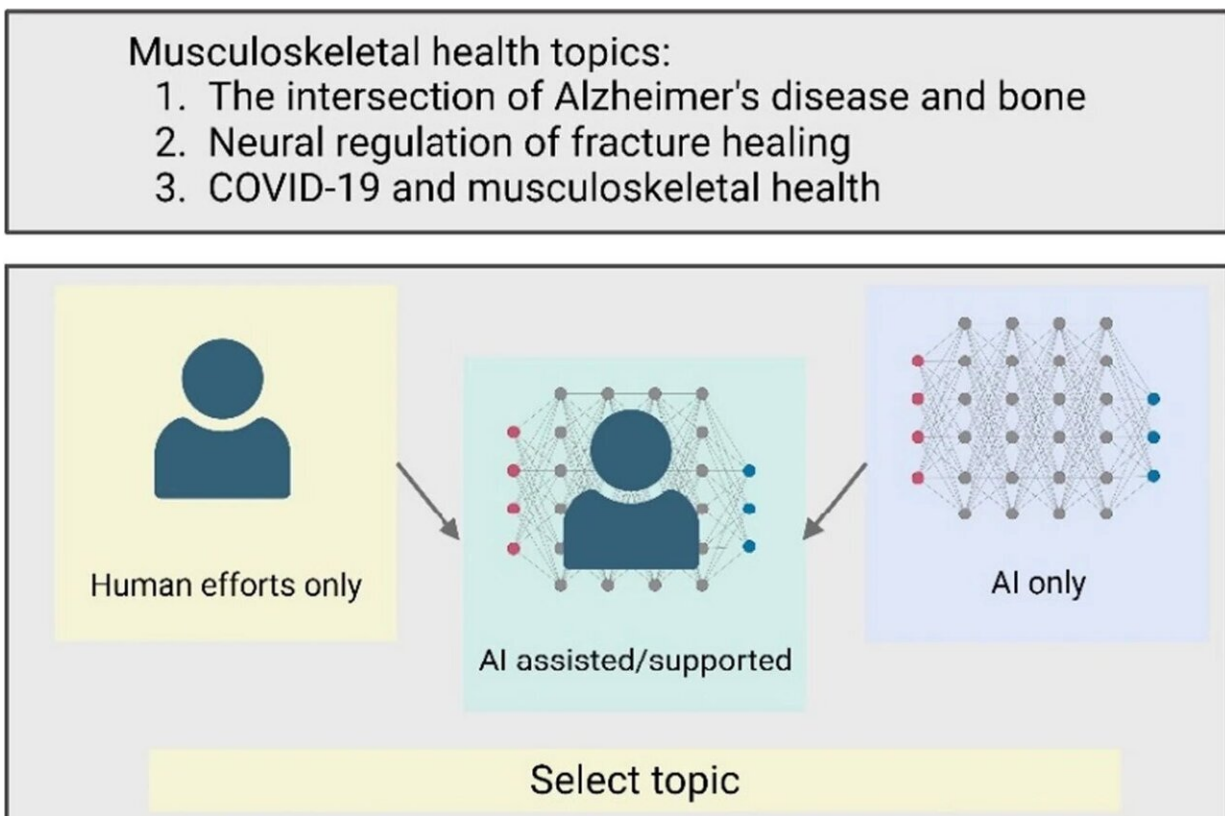 Musculoskeletal health topics:
1. The intersection of Alzheimer's disease and bone
2. Neural regulation of fracture healing
3. COVID-19 and musculoskeletal health
Human efforts only
AI assisted/supported
AI only
Select topic